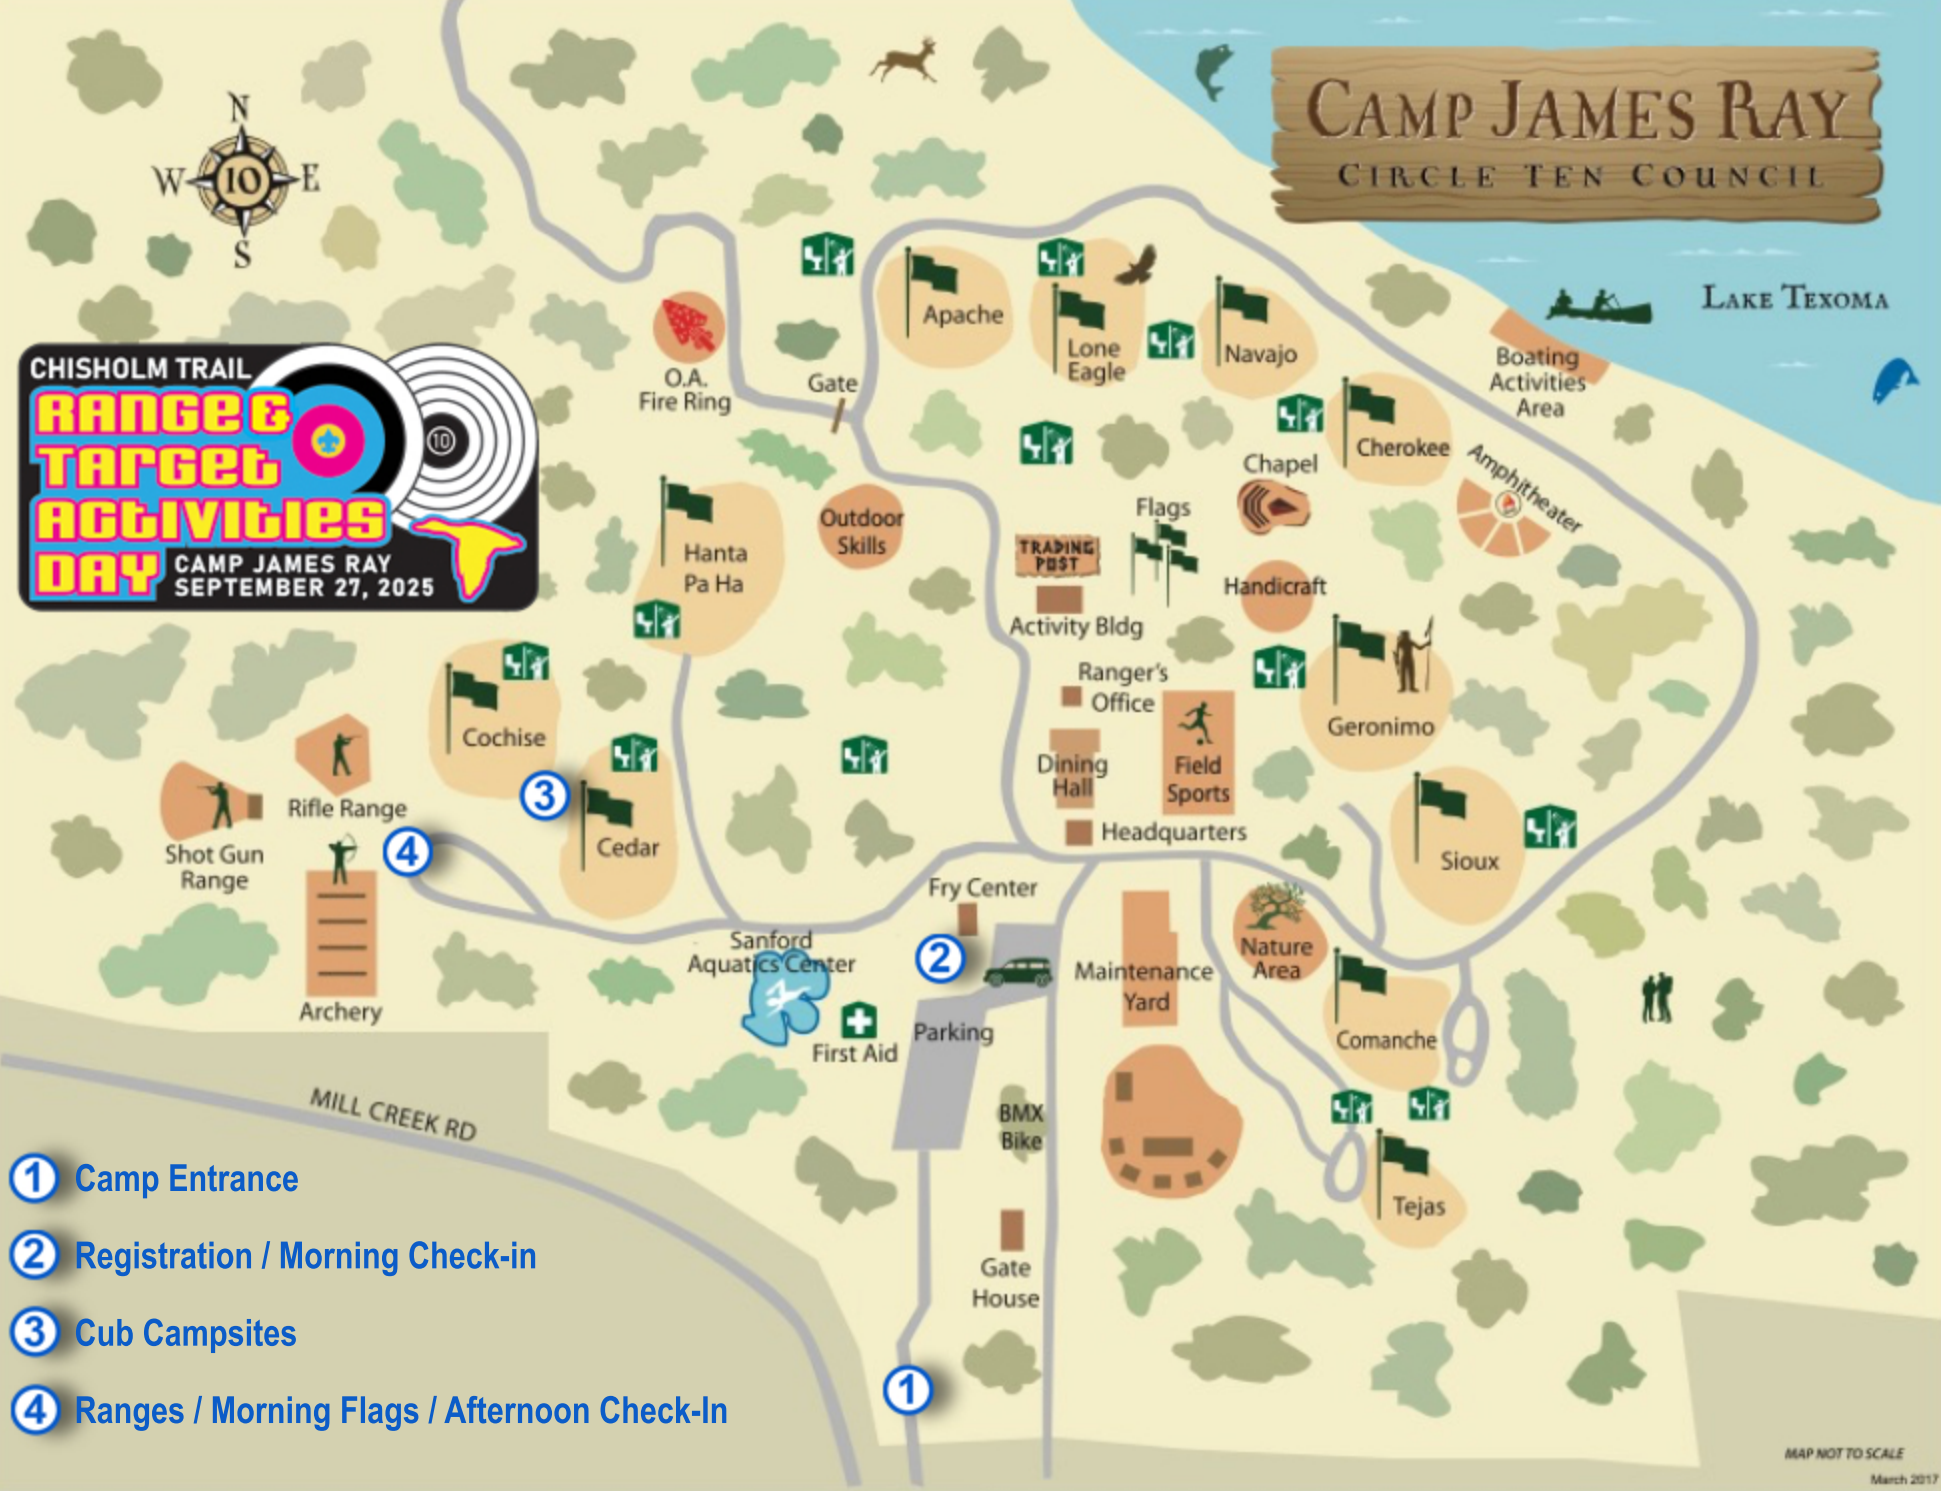 CAMP JAMES RAY
CIRCLE TEN COUNCIL
N
W 10 E
S
LAKE TEXOMA
CHISHOLM TRAIL
RANGE &
TARGET
ACTIVITIES
DAY
CAMP JAMES RAY
SEPTEMBER 27, 2025
10
Apache
Lone
Eagle
Navajo
Boating
Activities
Area
O.A.
Fire Ring
Gate
Cherokee
Amphitheater
Chapel
Flags
Hanta
Pa Ha
Outdoor
Skills
TRADING
POST
Activity Bldg
Handicraft
Ranger's
Office
Geronimo
Cochise
Dining
Hall
Field
Sports
Rifle Range
3
Cedar
Headquarters
Sioux
Shot Gun
Range
4
Fry Center
Sanford
Aquatics Center
2
Nature
Area
Maintenance
Yard
Archery
First Aid
Parking
Comanche
MILL CREEK RD
BMX
Bike
Tejas
Gate
House
1
1 Camp Entrance
2 Registration / Morning Check-in
3 Cub Campsites
4 Ranges / Morning Flags / Afternoon Check-In
MAP NOT TO SCALE
March 2017